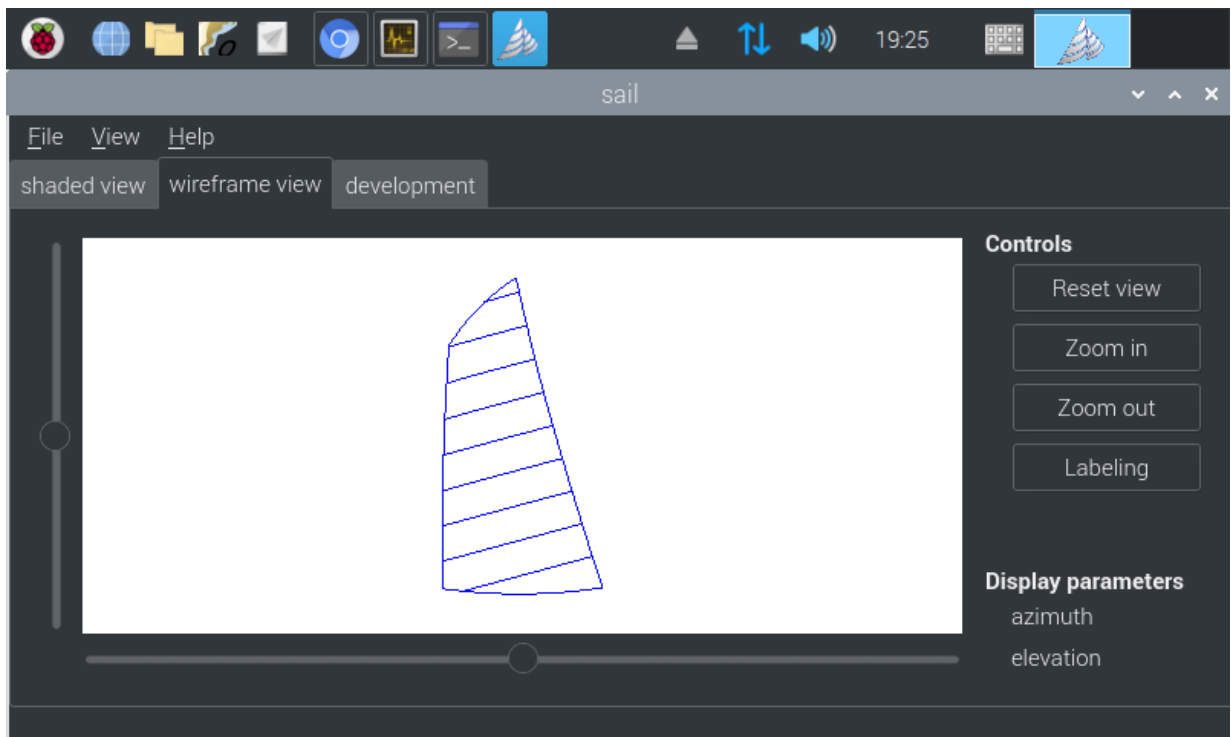 19:25
sail
File View Help
shaded view wireframe view development
Controls
Reset view
Zoom in
Zoom out
Labeling
Display parameters
azimuth
elevation